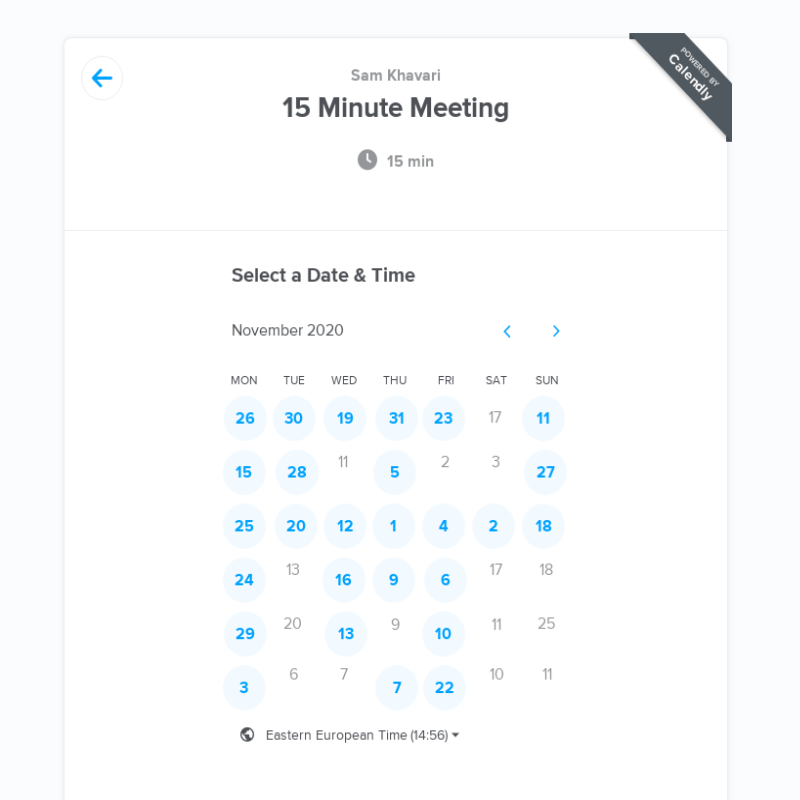 POWERED BY
Calendly
Sam Khavari
15 Minute Meeting
15 min
Select a Date & Time
November 2020
MON TUE WED THU FRI SAT SUN
26 30 19 31 23 17 11
15 28 11 5 2 3 27
25 20 12 1 4 2 18
24 13 16 9 6 17 18
29 20 13 9 10 11 25
3 6 7 7 22 10 11
Eastern European Time (14:56)